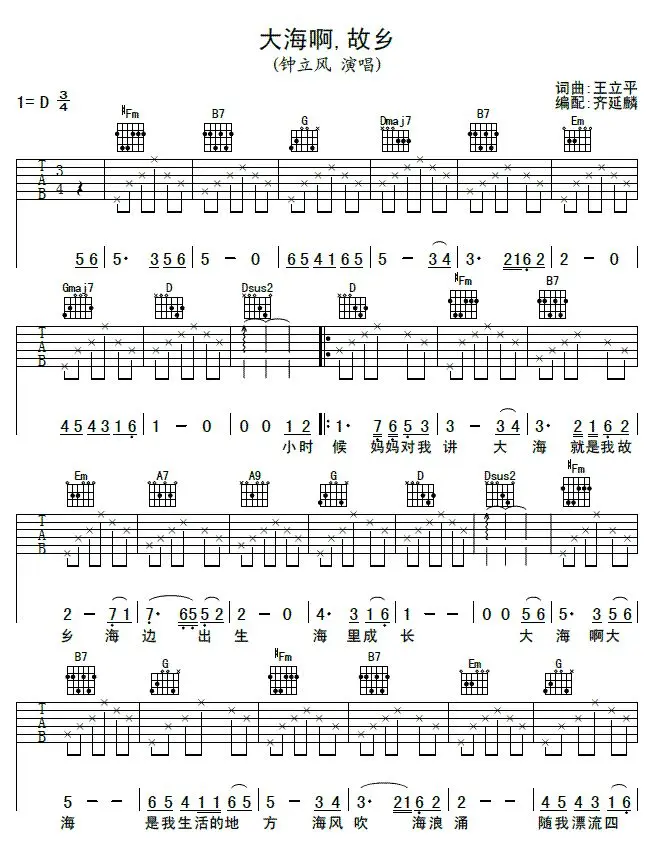 大海啊,故乡
(钟立风 演唱)
词曲:王立平
1=D 3/4
编配:齐延麟
#Fm B7 G Dmaj7 B7 Em
T A B 3 4
5 6 | 5· 3 5 6 | 5 — 0 | 6 5 4 1 6 5 | 5 — 3 4 | 3· 2 1 6 2 | 2 — 0
Gmaj7 D Dsus2 D #Fm B7
T A B
4 5 4 3 1 6 | 1 — 0 | 0 0 1 2 |: 1· 7 6 5 3 | 3 — 3 4 | 3· 2 1 6 2
小时 候 妈妈对我 讲 大 海 就是我故
Em A7 A9 G D Dsus2 #Fm
T A B
2 — 7 1 | 7· 6 5 5 2 | 2 — 0 | 4· 3 1 6 | 1 — | 0 0 5 6 | 5· 3 5 6
乡 海 边 出 生 海 里成 长 大 海 啊大
B7 G #Fm B7 Em G
T A B
5 — | 6 5 4 1 1 6 5 | 5 — 3 4 | 3· 2 1 6 2 | 2 — | 4 5 4 3 1 6
海 是我生活的地 方 海风 吹 海浪 涌 随我漂流四